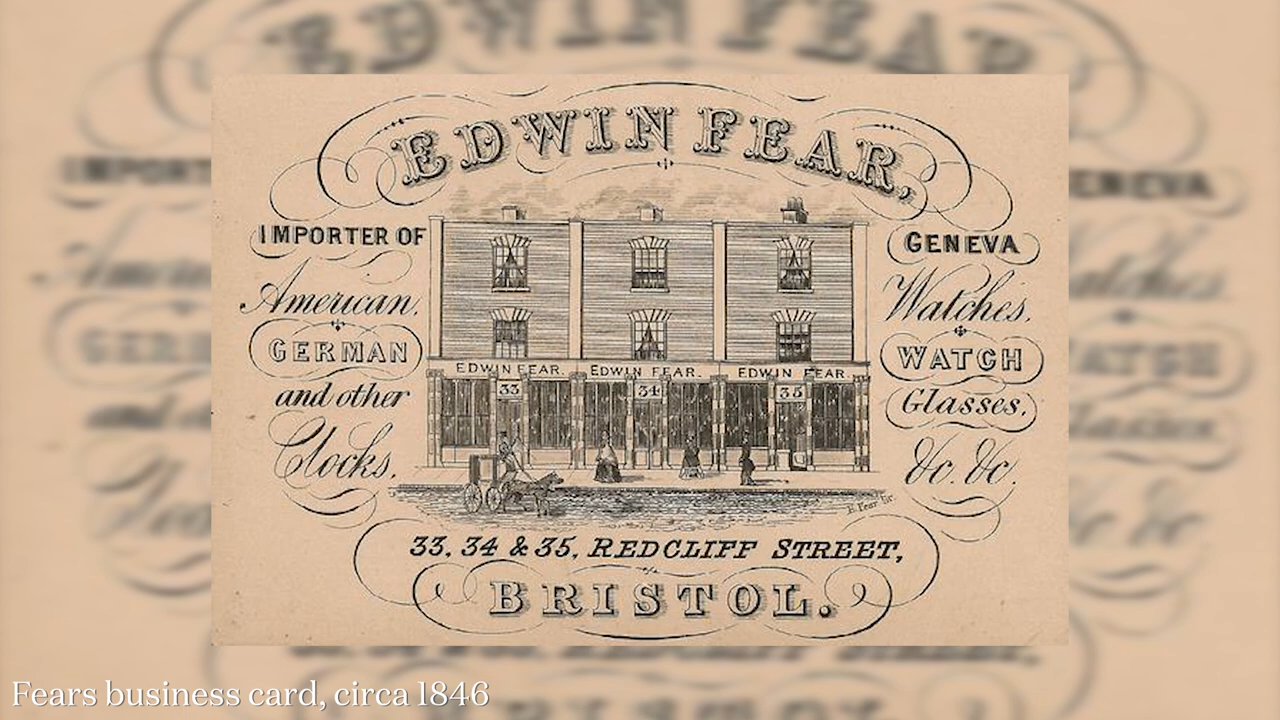 EDWIN FEAR,
IMPORTER OF
American,
GERMAN
and other
Clocks,
GENEVA
Watches,
WATCH
Glasses,
&c. &c.
EDWIN FEAR. EDWIN FEAR. EDWIN FEAR.
33 34 35
E Fear
33, 34 & 35, REDCLIFF STREET,
BRISTOL.
Fears business card, circa 1846